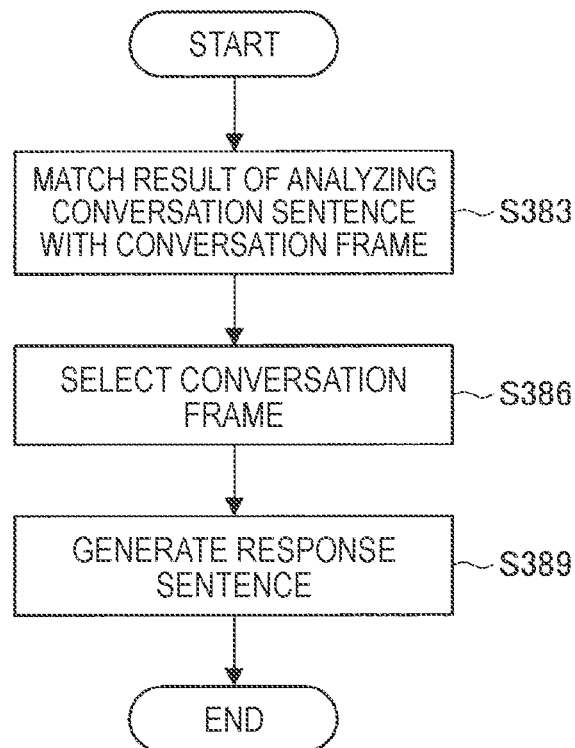 START
MATCH RESULT OF ANALYZING
CONVERSATION SENTENCE
WITH CONVERSATION FRAME
S383
SELECT CONVERSATION
FRAME
S386
GENERATE RESPONSE
SENTENCE
S389
END